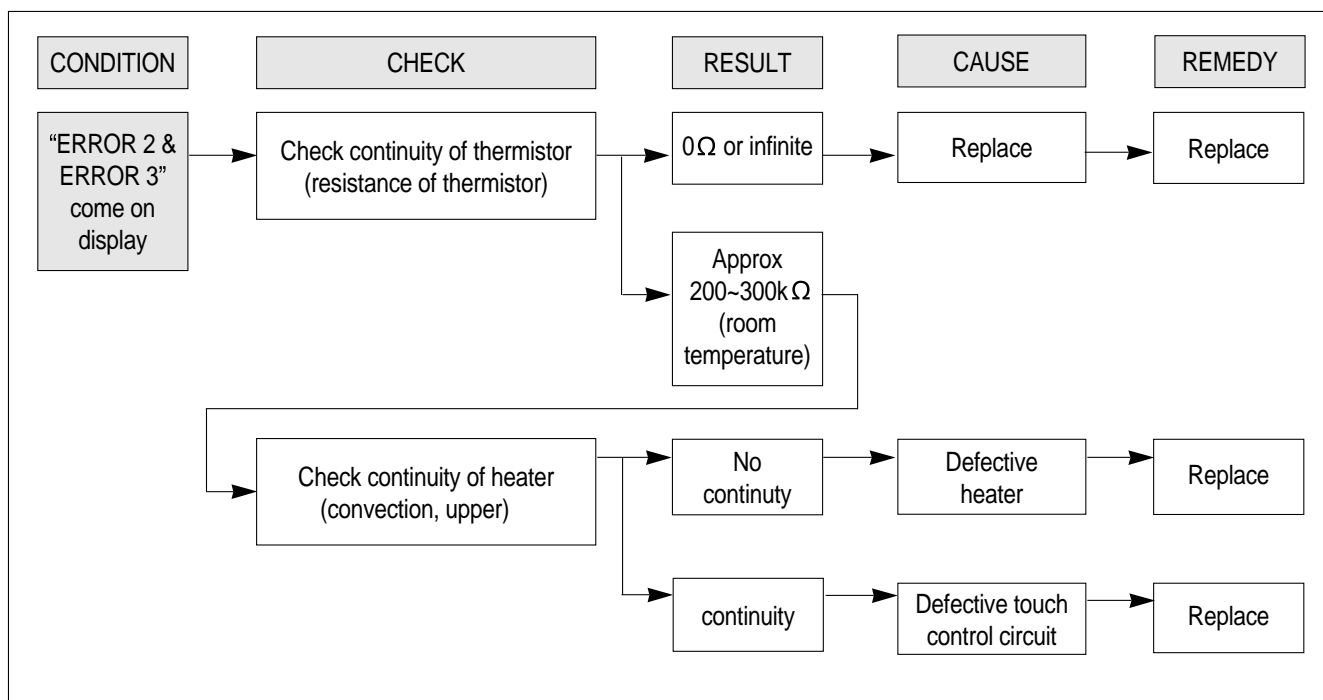 CONDITION
CHECK
RESULT
CAUSE
REMEDY
“ERROR 2 &
ERROR 3”
come on
display
Check continuity of thermistor
(resistance of thermistor)
0Ω or infinite
Replace
Replace
Approx
200~300kΩ
(room
temperature)
Check continuity of heater
(convection, upper)
No
continuty
Defective
heater
Replace
continuity
Defective touch
control circuit
Replace